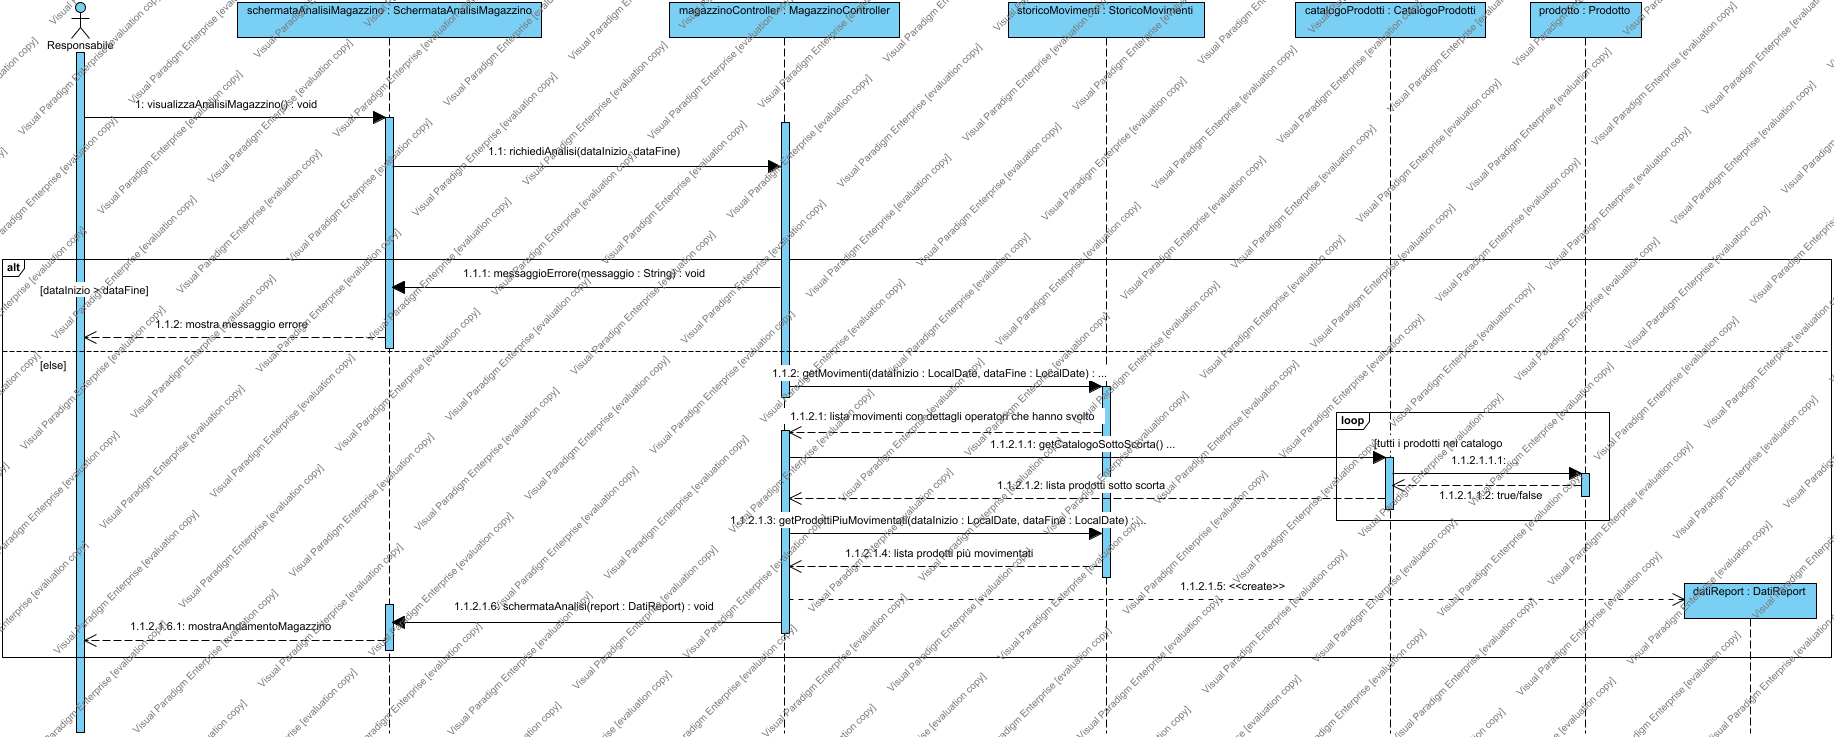 schermataAnalisiMagazzino : SchermataAnalisiMagazzino
magazzinoController : MagazzinoController
storicoMovimenti : StoricoMovimenti
catalogoProdotti : CatalogoProdotti
prodotto : Prodotto
Responsabile
1: visualizzaAnalisiMagazzino() : void
1.1: richiediAnalisi(dataInizio, dataFine)
alt
1.1.1: messaggioErrore(messaggio : String) : void
[dataInizio > dataFine]
1.1.2: mostra messaggio errore
[else]
1.1.2: getMovimenti(dataInizio : LocalDate, dataFine : LocalDate) : ...
1.1.2.1: lista movimenti con dettagli operatori che hanno svolto
loop
1.1.2.1.1: getCatalogoSottoScorta() ...
[tutti i prodotti nel catalogo
1.1.2.1.1.1:
1.1.2.1.2: lista prodotti sotto scorta
1.1.2.1.1.2: true/false
1.1.2.1.3: getProdottiPiuMovimentati(dataInizio : LocalDate, dataFine : LocalDate) : ...
1.1.2.1.4: lista prodotti più movimentati
1.1.2.1.5: <<create>>
datiReport : DatiReport
1.1.2.1.6: schermataAnalisi(report : DatiReport) : void
1.1.2.1.6.1: mostraAndamentoMagazzino
Visual Paradigm Enterprise [evaluation copy]